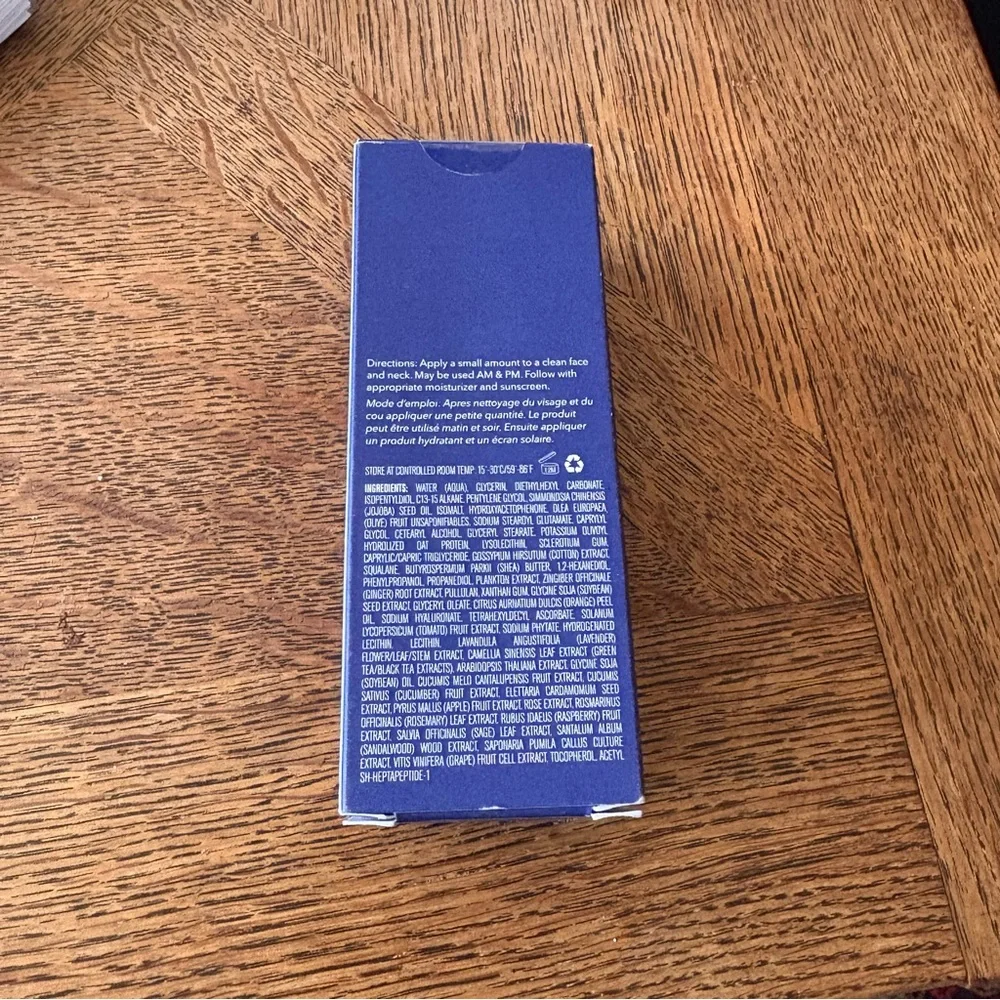 Directions: Apply a small amount to a clean face
and neck. May be used AM & PM. Follow with
appropriate moisturizer and sunscreen.
Mode d'emploi. Apres nettoyage du visage et du
cou appliquer une petite quantité. Le produit
peut être utilisé matin et soir. Ensuite appliquer
un produit hydratant et un écran solaire.
STORE AT CONTROLLED ROOM TEMP: 15°-30°C/59°-86°F 12M
INGREDIENTS: WATER (AQUA), GLYCERIN, DIETHYLHEXYL CARBONATE,
ISOPENTYLDIOL, C13-15 ALKANE, PENTYLENE GLYCOL, SIMMONDSIA CHINENSIS
(JOJOBA) SEED OIL, ISOMALT, HYDROXYACETOPHENONE, OLEA EUROPAEA
(OLIVE) FRUIT UNSAPONIFIABLES, SODIUM STEAROYL GLUTAMATE, CAPRYLYL
GLYCOL, CETEARYL ALCOHOL, GLYCERYL STEARATE, POTASSIUM OLIVOYL
HYDROLIZED OAT PROTEIN, LYSOLECITHIN, SCLEROTIUM GUM,
CAPRYLIC/CAPRIC TRIGLYCERIDE, GOSSYPIUM HIRSUTUM (COTTON) EXTRACT,
SQUALANE, BUTYROSPERMUM PARKII (SHEA) BUTTER, 1,2-HEXANEDIOL,
PHENYLPROPANOL, PROPANEDIOL, PLANKTON EXTRACT, ZINGIBER OFFICINALE
(GINGER) ROOT EXTRACT, PULLULAN, XANTHAN GUM, GLYCINE SOJA (SOYBEAN)
SEED EXTRACT, GLYCERYL OLEATE, CITRUS AURNATIUM DULCIS (ORANGE) PEEL
OIL, SODIUM HYALURONATE, TETRAHEXYLDECYL ASCORBATE, SOLANUM
LYCOPERSICUM (TOMATO) FRUIT EXTRACT, SODIUM PHYTATE, HYDROGENATED
LECITHIN, LECITHIN, LAVANDULA ANGUSTIFOLIA (LAVENDER)
FLOWER/LEAF/STEM EXTRACT, CAMELLIA SINENSIS LEAF EXTRACT (GREEN
TEA/BLACK TEA EXTRACTS), ARABIDOPSIS THALIANA EXTRACT, GLYCINE SOJA
(SOYBEAN) OIL, CUCUMIS MELO CANTALUPENSIS FRUIT EXTRACT, CUCUMIS
SATIVUS (CUCUMBER) FRUIT EXTRACT, ELETTARIA CARDAMOMUM SEED
EXTRACT, PYRUS MALUS (APPLE) FRUIT EXTRACT, ROSE EXTRACT, ROSMARINUS
OFFICINALIS (ROSEMARY) LEAF EXTRACT, RUBUS IDAEUS (RASPBERRY) FRUIT
EXTRACT, SALVIA OFFICINALIS (SAGE) LEAF EXTRACT, SANTALUM ALBUM
(SANDALWOOD) WOOD EXTRACT, SAPONARIA PUMILA CALLUS CULTURE
EXTRACT, VITIS VINIFERA (GRAPE) FRUIT CELL EXTRACT, TOCOPHEROL, ACETYL
SH-HEPTAPEPTIDE-1